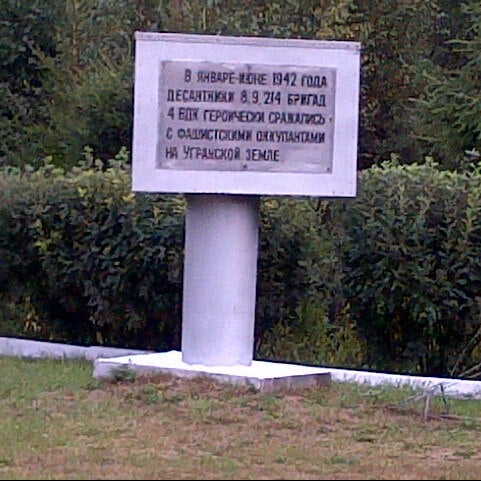 В ЯНВАРЕ-ИЮНЕ 1942 ГОДА
ДЕСАНТНИКИ 8, 9, 214 БРИГАД
4 ВДК ГЕРОИЧЕСКИ СРАЖАЛИСЬ
С ФАШИСТСКИМИ ОККУПАНТАМИ
НА УГРАНСКОЙ ЗЕМЛЕ.